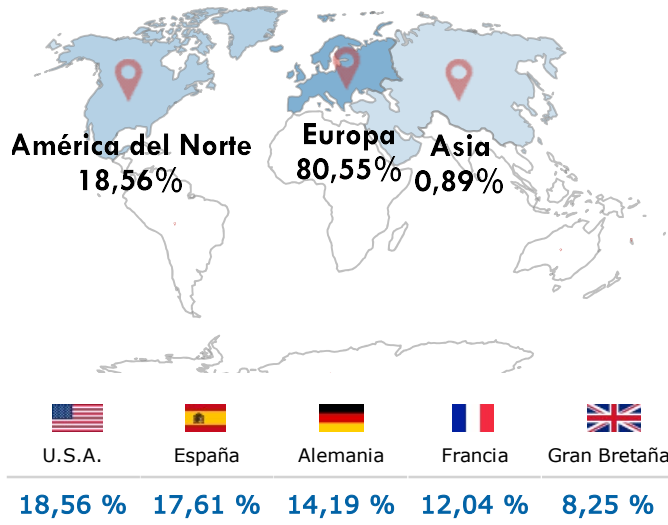 América del Norte
18,56%
Europa
80,55%
Asia
0,89%
U.S.A. España Alemania Francia Gran Bretaña
18,56 % 17,61 % 14,19 % 12,04 % 8,25 %